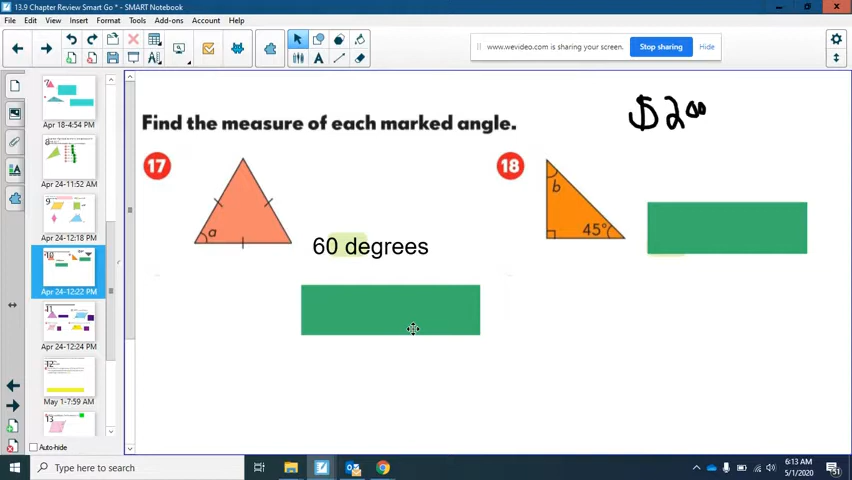 13.9 Chapter Review Smart Go * - SMART Notebook
File Edit View Insert Format Tools Add-ons Account Help
www.wevideo.com is sharing your screen. Stop sharing Hide
Apr 18-4:54 PM
8
Apr 24-11:52 AM
9
Apr 24-12:18 PM
10
Apr 24-12:22 PM
11
Apr 24-12:24 PM
12
May 1-7:59 AM
13
Auto-hide
$200
Find the measure of each marked angle.
17
a
60 degrees
18
b
45°
Type here to search
6:13 AM
5/1/2020